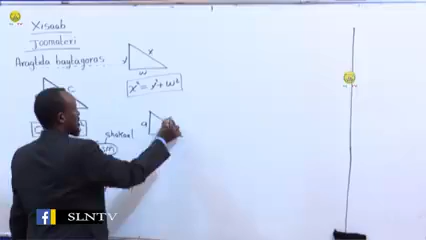 Xisaab
Joomateri
Aragtida baytagoras
y x
w
x² = y² + w²
c
shakaal
a
SLNTV